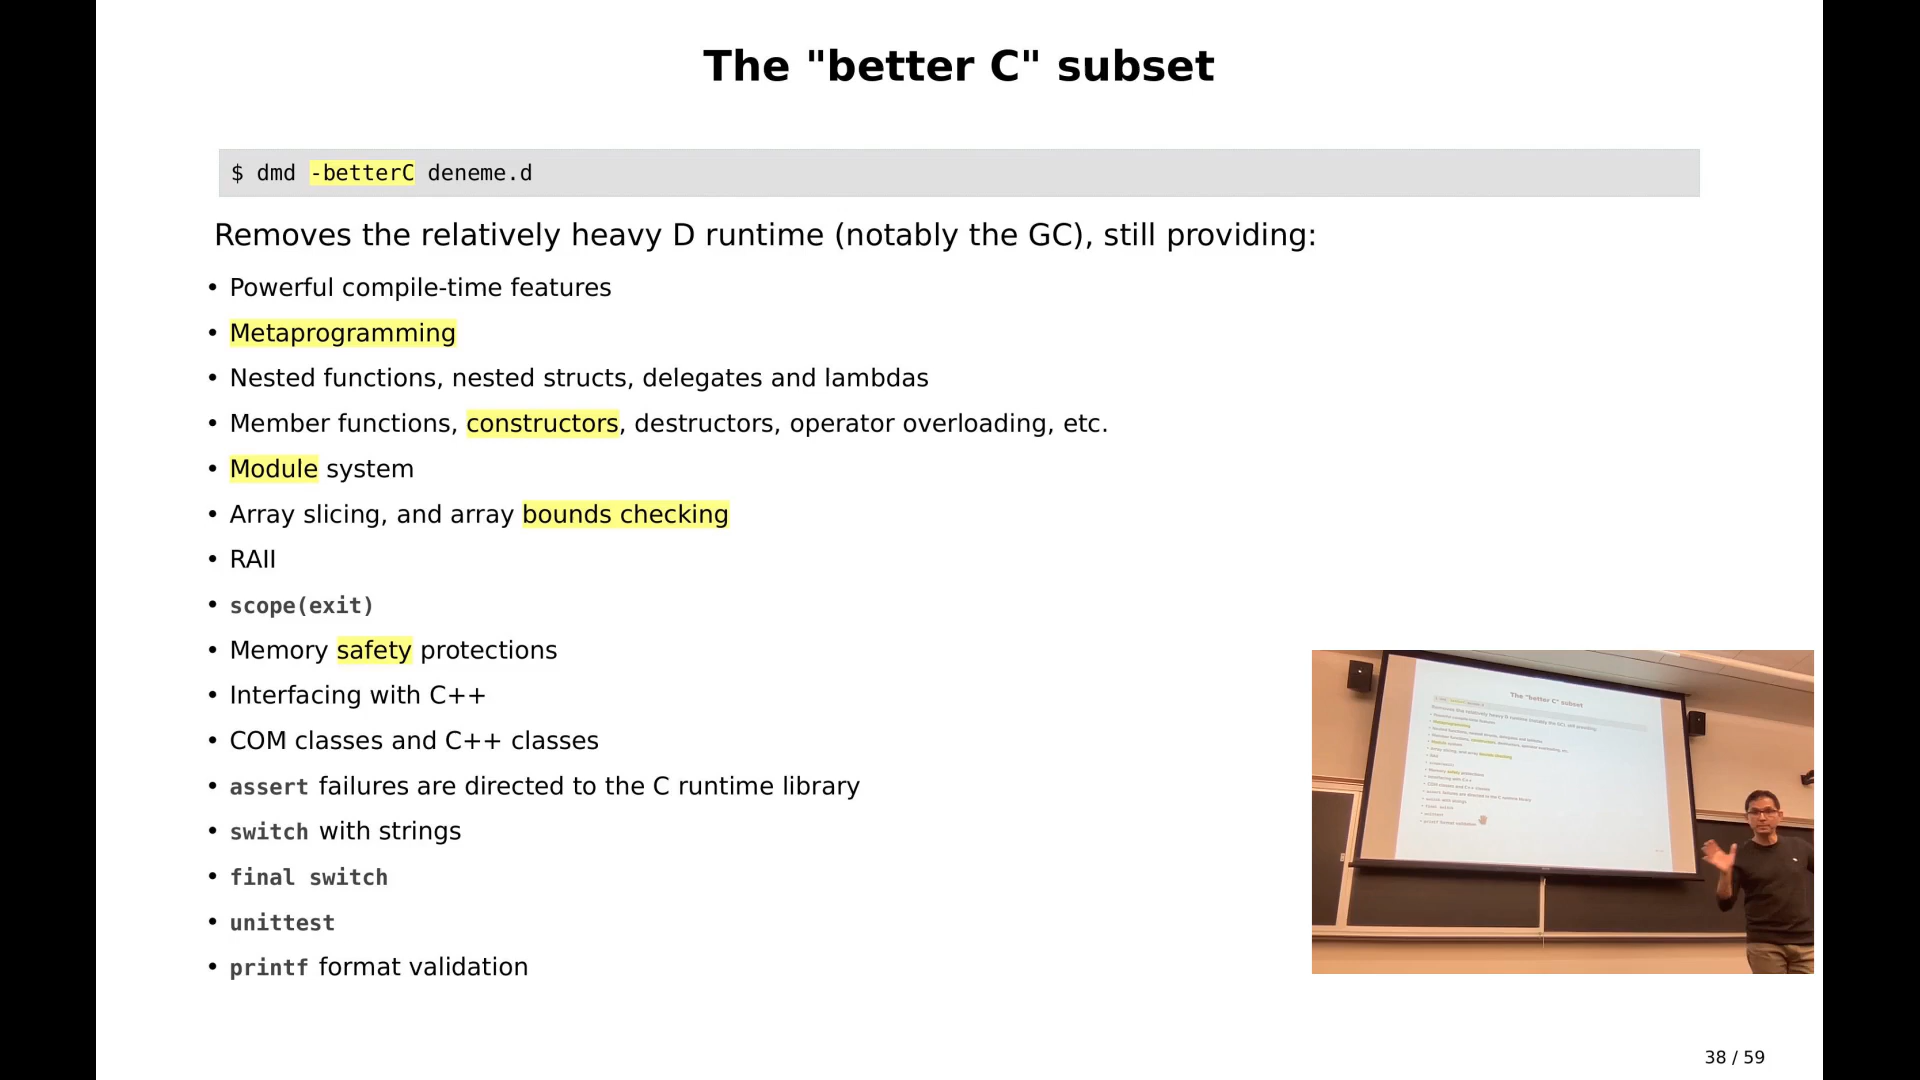 The "better C" subset
$ dmd -betterC deneme.d
Removes the relatively heavy D runtime (notably the GC), still providing:
• Powerful compile-time features
• Metaprogramming
• Nested functions, nested structs, delegates and lambdas
• Member functions, constructors, destructors, operator overloading, etc.
• Module system
• Array slicing, and array bounds checking
• RAII
• scope(exit)
• Memory safety protections
• Interfacing with C++
• COM classes and C++ classes
• assert failures are directed to the C runtime library
• switch with strings
• final switch
• unittest
• printf format validation
The "better C" subset
38 / 59